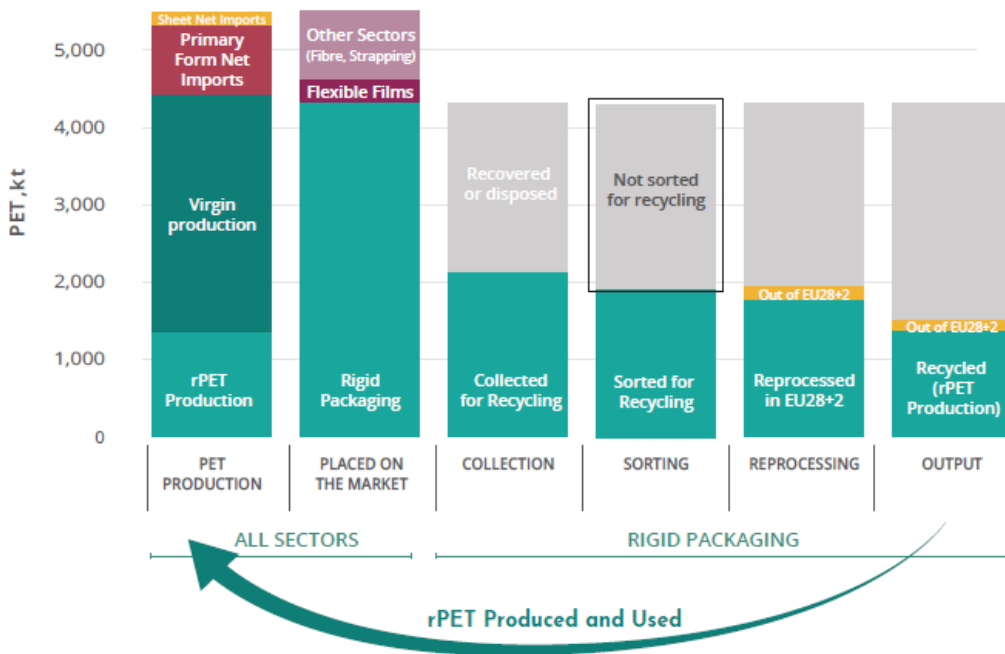 Sheet Net Imports
Primary
Form Net
Imports
Virgin
production
rPET
Production
Other Sectors
(Fibre, Strapping)
Flexible Films
Rigid
Packaging
Recovered
or disposed
Collected
for Recycling
Not sorted
for recycling
Sorted for
Recycling
Out of EU28+2
Reprocessed
in EU28+2
Out of EU28+2
Recycled
(rPET
Production)
PET,kt
5,000
4,000
3,000
2,000
1,000
0
PET
PRODUCTION
PLACED ON
THE MARKET
COLLECTION
SORTING
REPROCESSING
OUTPUT
ALL SECTORS
RIGID PACKAGING
rPET Produced and Used